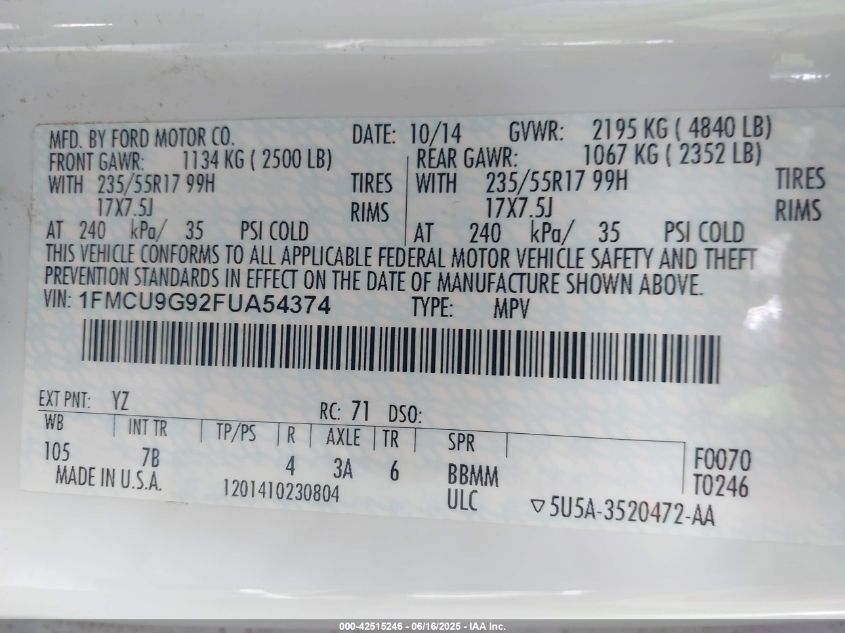 MFD. BY FORD MOTOR CO. DATE: 10/14 GVWR: 2195 KG ( 4840 LB)
FRONT GAWR: 1134 KG ( 2500 LB) REAR GAWR: 1067 KG ( 2352 LB)
WITH 235/55R17 99H TIRES WITH 235/55R17 99H TIRES
17X7.5J RIMS 17X7.5J RIMS
AT 240 kPa/ 35 PSI COLD AT 240 kPa/ 35 PSI COLD
THIS VEHICLE CONFORMS TO ALL APPLICABLE FEDERAL MOTOR VEHICLE SAFETY AND THEFT
PREVENTION STANDARDS IN EFFECT ON THE DATE OF MANUFACTURE SHOWN ABOVE.
VIN: 1FMCU9G92FUA54374 TYPE: MPV
EXT PNT: YZ RC: 71 DSO:
WB INT TR TP/PS R AXLE TR SPR
105 7B 4 3A 6 BBMM F0070
MADE IN U.S.A. 1201410230804 ULC T0246
▽5U5A-3520472-AA
000-42515246 - 06/16/2025 - IAA Inc.